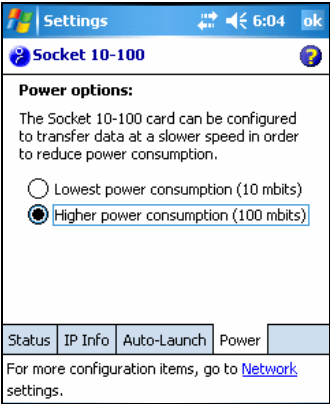 Settings 6:04 ok
Socket 10-100 ?
Power options:
The Socket 10-100 card can be configured
to transfer data at a slower speed in order
to reduce power consumption.
Lowest power consumption (10 mbits)
Higher power consumption (100 mbits)
Status IP Info Auto-Launch Power
For more configuration items, go to Network
settings.